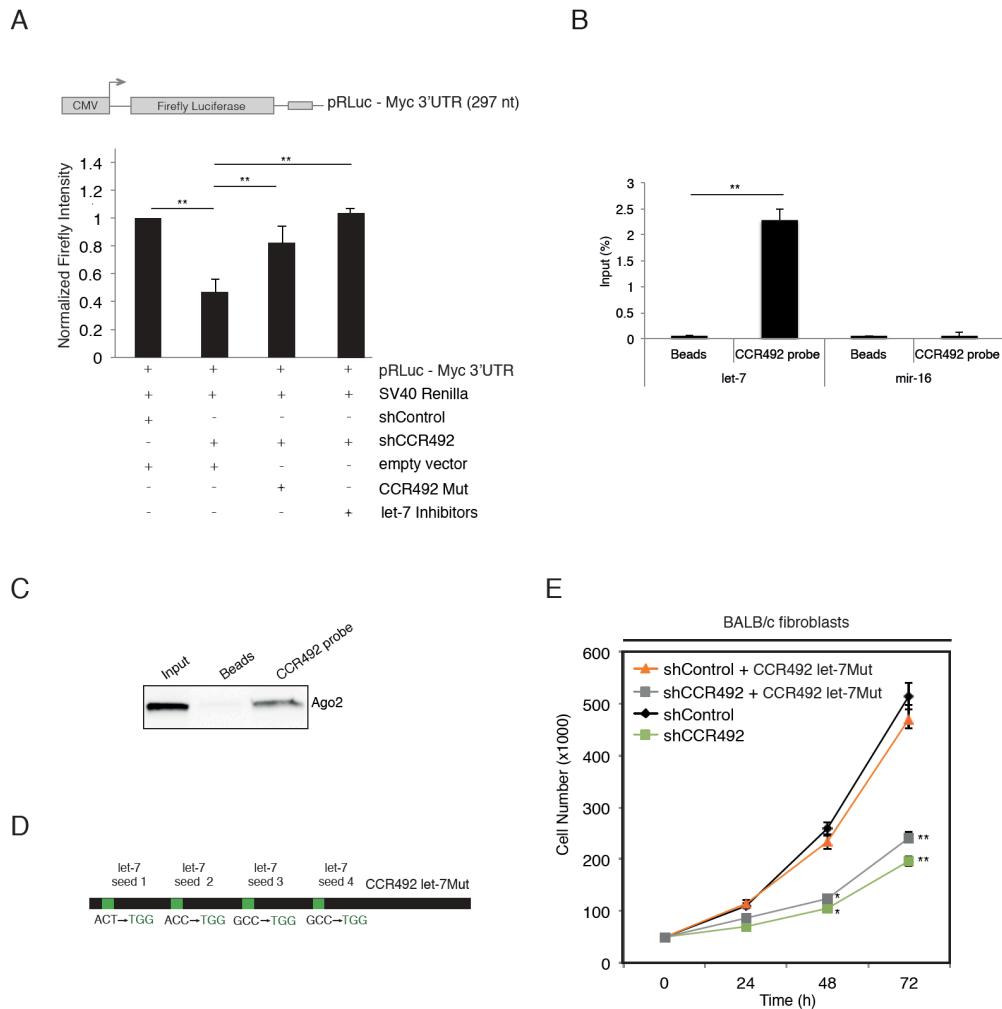 A
CMV
Firefly Luciferase
pRLuc - Myc 3'UTR (297 nt)
Normalized Firefly Intensity
1.4
1.2
1
0.8
0.6
0.4
0.2
0
**
**
**
+ + + + pRLuc - Myc 3'UTR
+ + + + SV40 Renilla
+ - - - shControl
- + + + shCCR492
+ + - - empty vector
- - + - CCR492 Mut
- - - + let-7 Inhibitors
B
Input (%)
3
2.5
2
1.5
1
0.5
0
**
Beads CCR492 probe Beads CCR492 probe
let-7 mir-16
C
Input Beads CCR492 probe
Ago2
D
let-7 seed 1
let-7 seed 2
let-7 seed 3
let-7 seed 4
CCR492 let-7Mut
ACT→TGG ACC→TGG GCC→TGG GCC→TGG
E
BALB/c fibroblasts
shControl + CCR492 let-7Mut
shCCR492 + CCR492 let-7Mut
shControl
shCCR492
Cell Number (x1000)
600
500
400
300
200
100
0
*
*
**
**
0 24 48 72
Time (h)